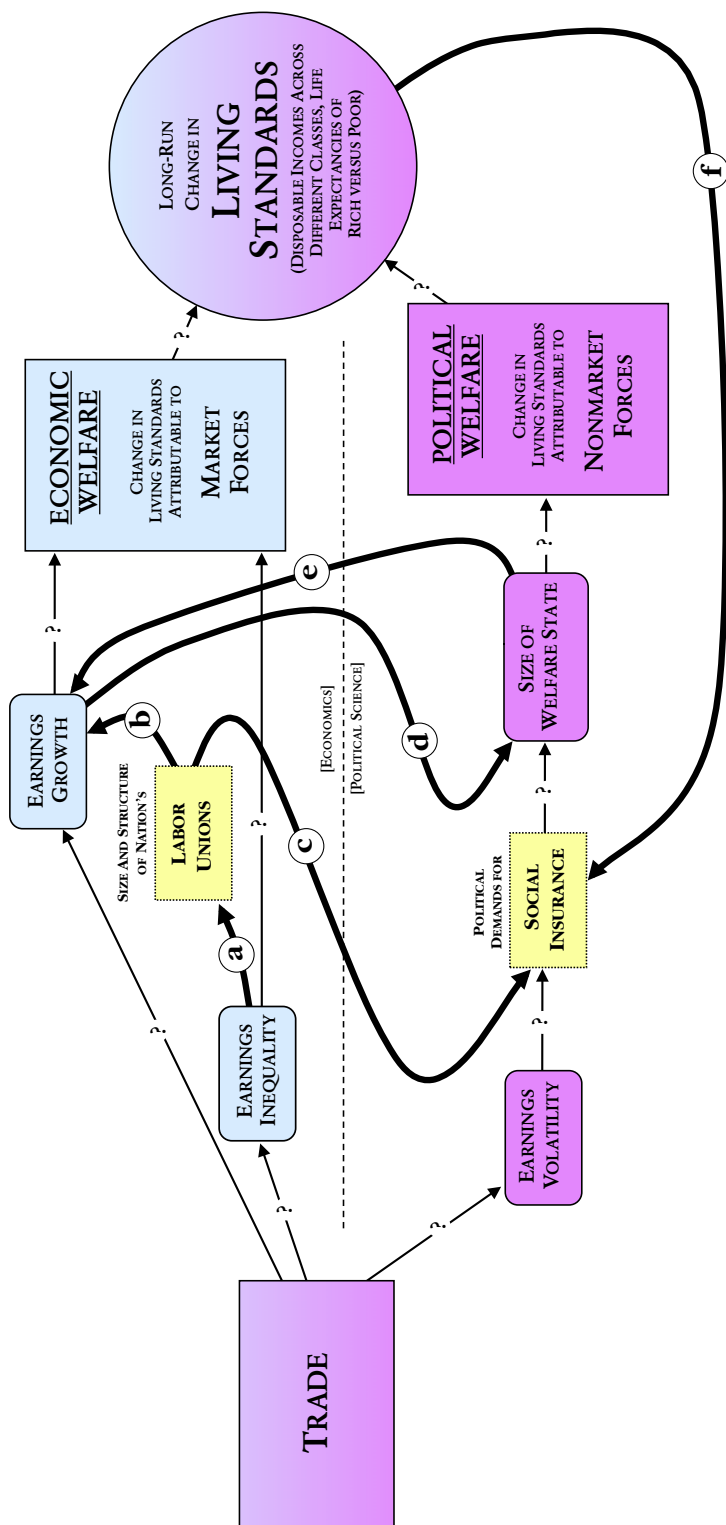 TRADE
?
?
?
EARNINGS
GROWTH
EARNINGS
INEQUALITY
EARNINGS
VOLATILITY
a
SIZE AND STRUCTURE
OF NATION'S
LABOR
UNIONS
b
c
?
?
?
POLITICAL
DEMANDS FOR
SOCIAL
INSURANCE
?
[ECONOMICS]
[POLITICAL SCIENCE]
d
e
SIZE OF
WELFARE STATE
?
ECONOMIC
WELFARE
CHANGE IN
LIVING STANDARDS
ATTRIBUTABLE TO
MARKET
FORCES
?
POLITICAL
WELFARE
CHANGE IN
LIVING STANDARDS
ATTRIBUTABLE TO
NONMARKET
FORCES
?
LONG-RUN
CHANGE IN
LIVING
STANDARDS
(DISPOSABLE INCOMES ACROSS
DIFFERENT CLASSES, LIFE
EXPECTANCIES OF
RICH VERSUS POOR)
f